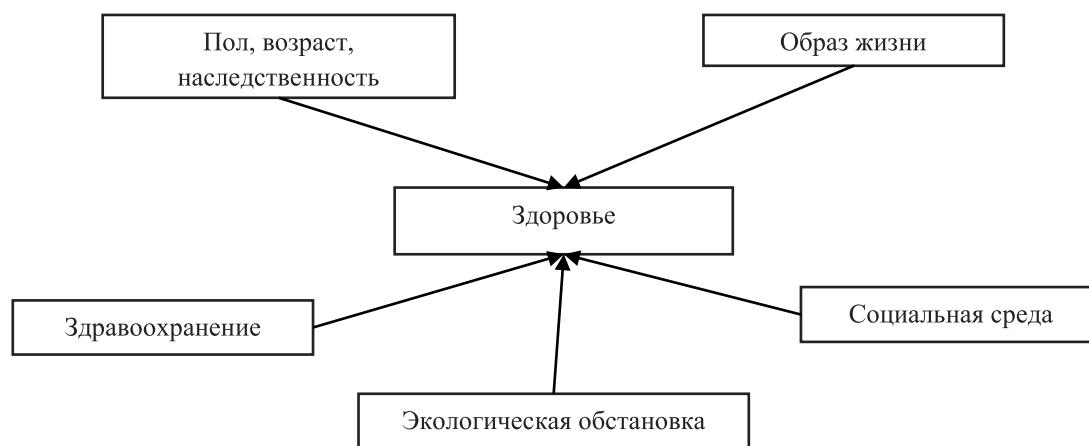 Пол, возраст,
наследственность
Образ жизни
Здоровье
Здравоохранение
Социальная среда
Экологическая обстановка